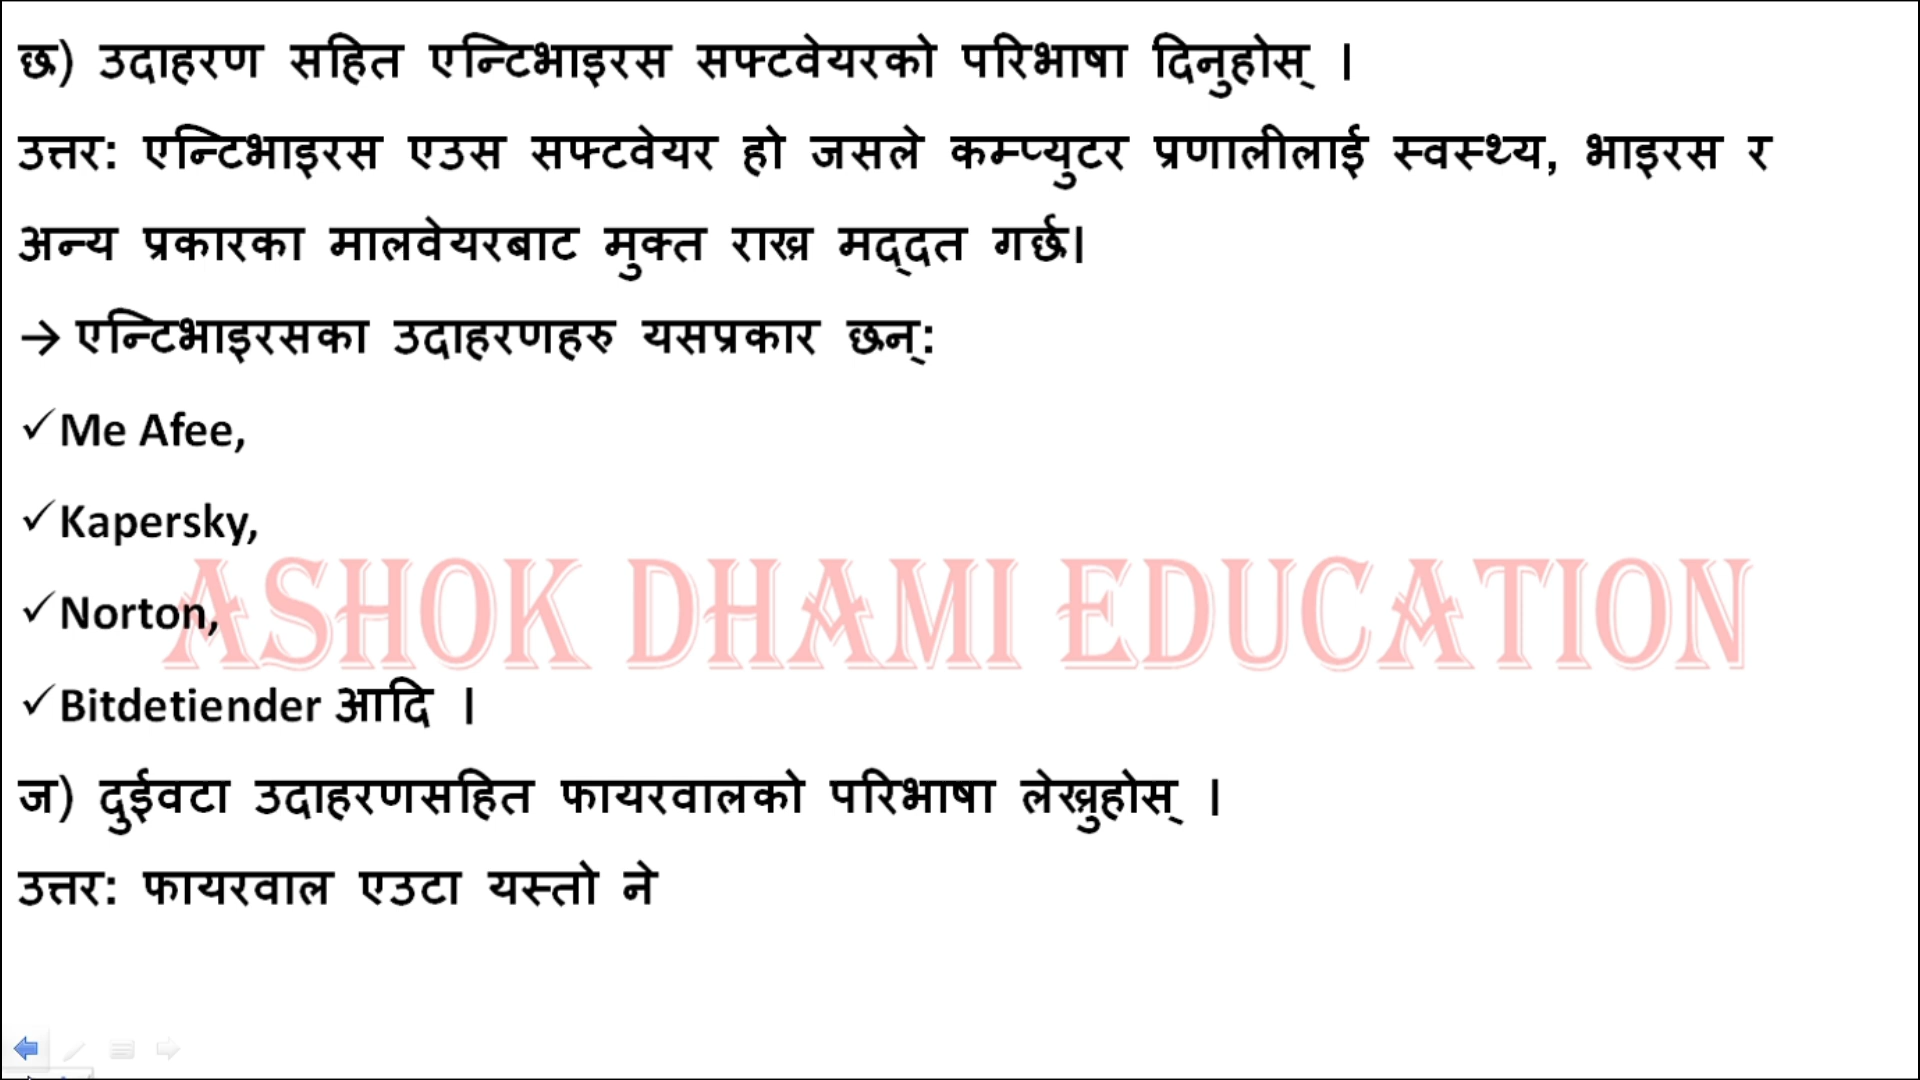 छ) उदाहरण सहित एन्टिभाइरस सफ्टवेयरको परिभाषा दिनुहोस् ।
उत्तर: एन्टिभाइरस एउस सफ्टवेयर हो जसले कम्प्युटर प्रणालीलाई स्वस्थ्य, भाइरस र
अन्य प्रकारका मालवेयरबाट मुक्त राख्न मद्दत गर्छ।
→ एन्टिभाइरसका उदाहरणहरु यसप्रकार छन्:
✓Me Afee,
✓Kapersky,
✓Norton,
ASHOK DHAMI EDUCATION
✓Bitdetiender आदि ।
ज) दुईवटा उदाहरणसहित फायरवालको परिभाषा लेख्नुहोस् ।
उत्तर: फायरवाल एउटा यस्तो ने